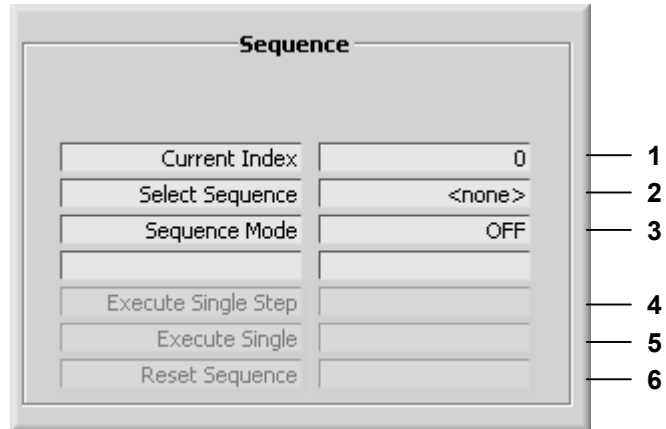 Sequence
Current Index 0 1
Select Sequence <none> 2
Sequence Mode OFF 3
Execute Single Step 4
Execute Single 5
Reset Sequence 6